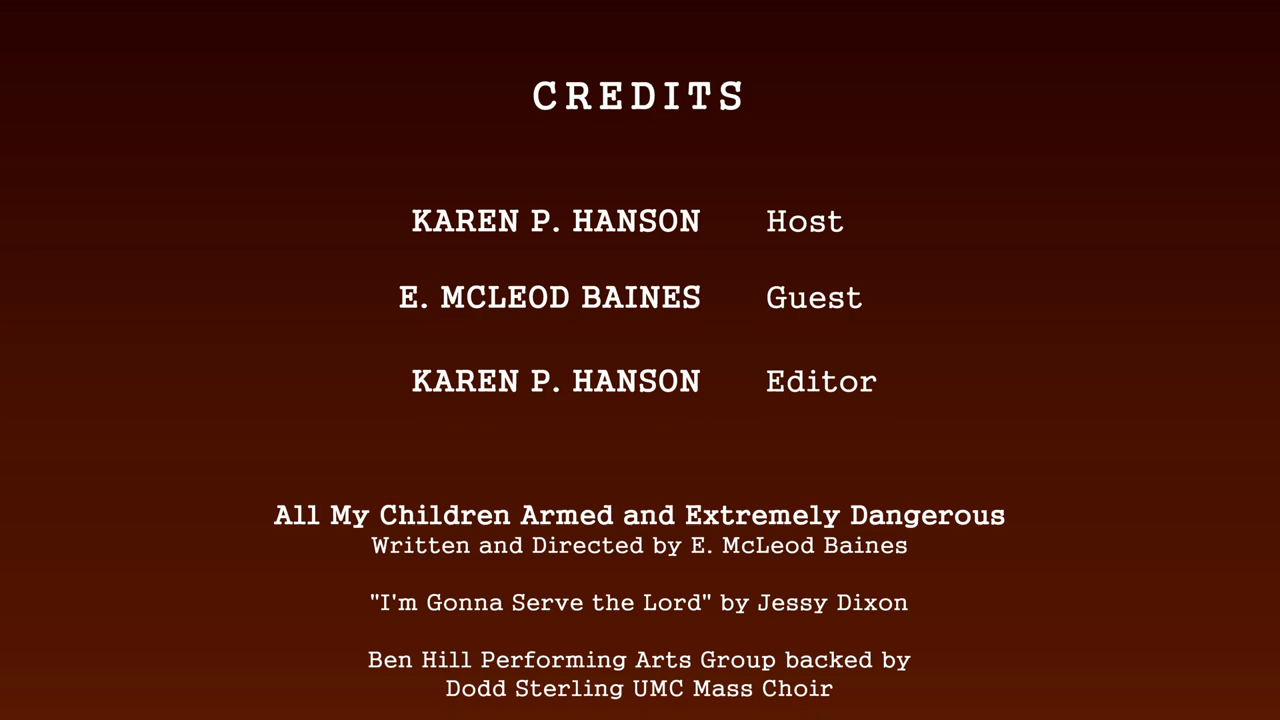 CREDITS
KAREN P. HANSON Host
E. MCLEOD BAINES Guest
KAREN P. HANSON Editor
All My Children Armed and Extremely Dangerous
Written and Directed by E. McLeod Baines
"I'm Gonna Serve the Lord" by Jessy Dixon
Ben Hill Performing Arts Group backed by
Dodd Sterling UMC Mass Choir